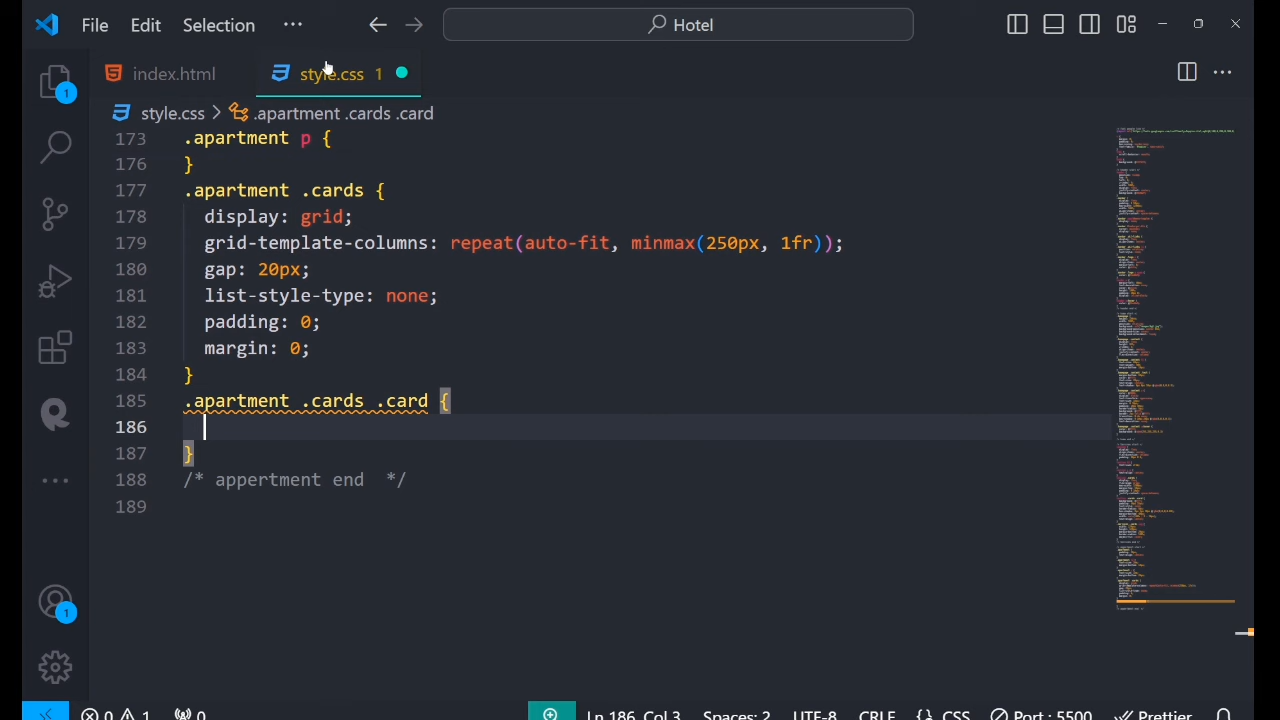 File Edit Selection ··· Hotel
index.html style.css 1
style.css > .apartment .cards .card
173 .apartment p {
176 }
177 .apartment .cards {
178 display: grid;
179 grid-template-columns: repeat(auto-fit, minmax(250px, 1fr));
180 gap: 20px;
181 list-style-type: none;
182 padding: 0;
183 margin: 0;
184 }
185 .apartment .cards .card {
186
187 }
188 /* appertment end  */
189
1
1
0 1 0 Ln 186, Col 3 Spaces: 2 UTF-8 CRLF {} CSS Port : 5500 Prettier